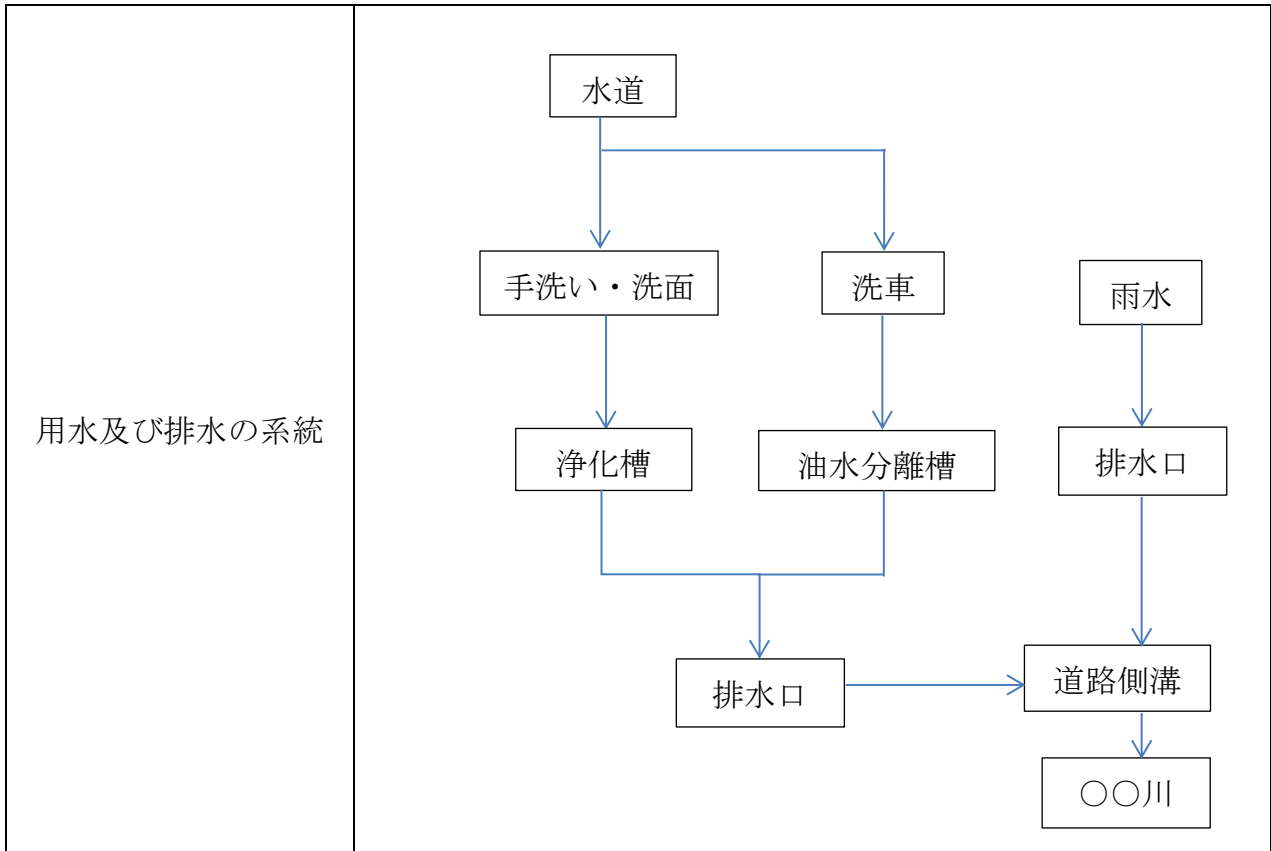 用水及び排水の系統
水道
手洗い・洗面
洗車
雨水
浄化槽
油水分離槽
排水口
排水口
道路側溝
○○川